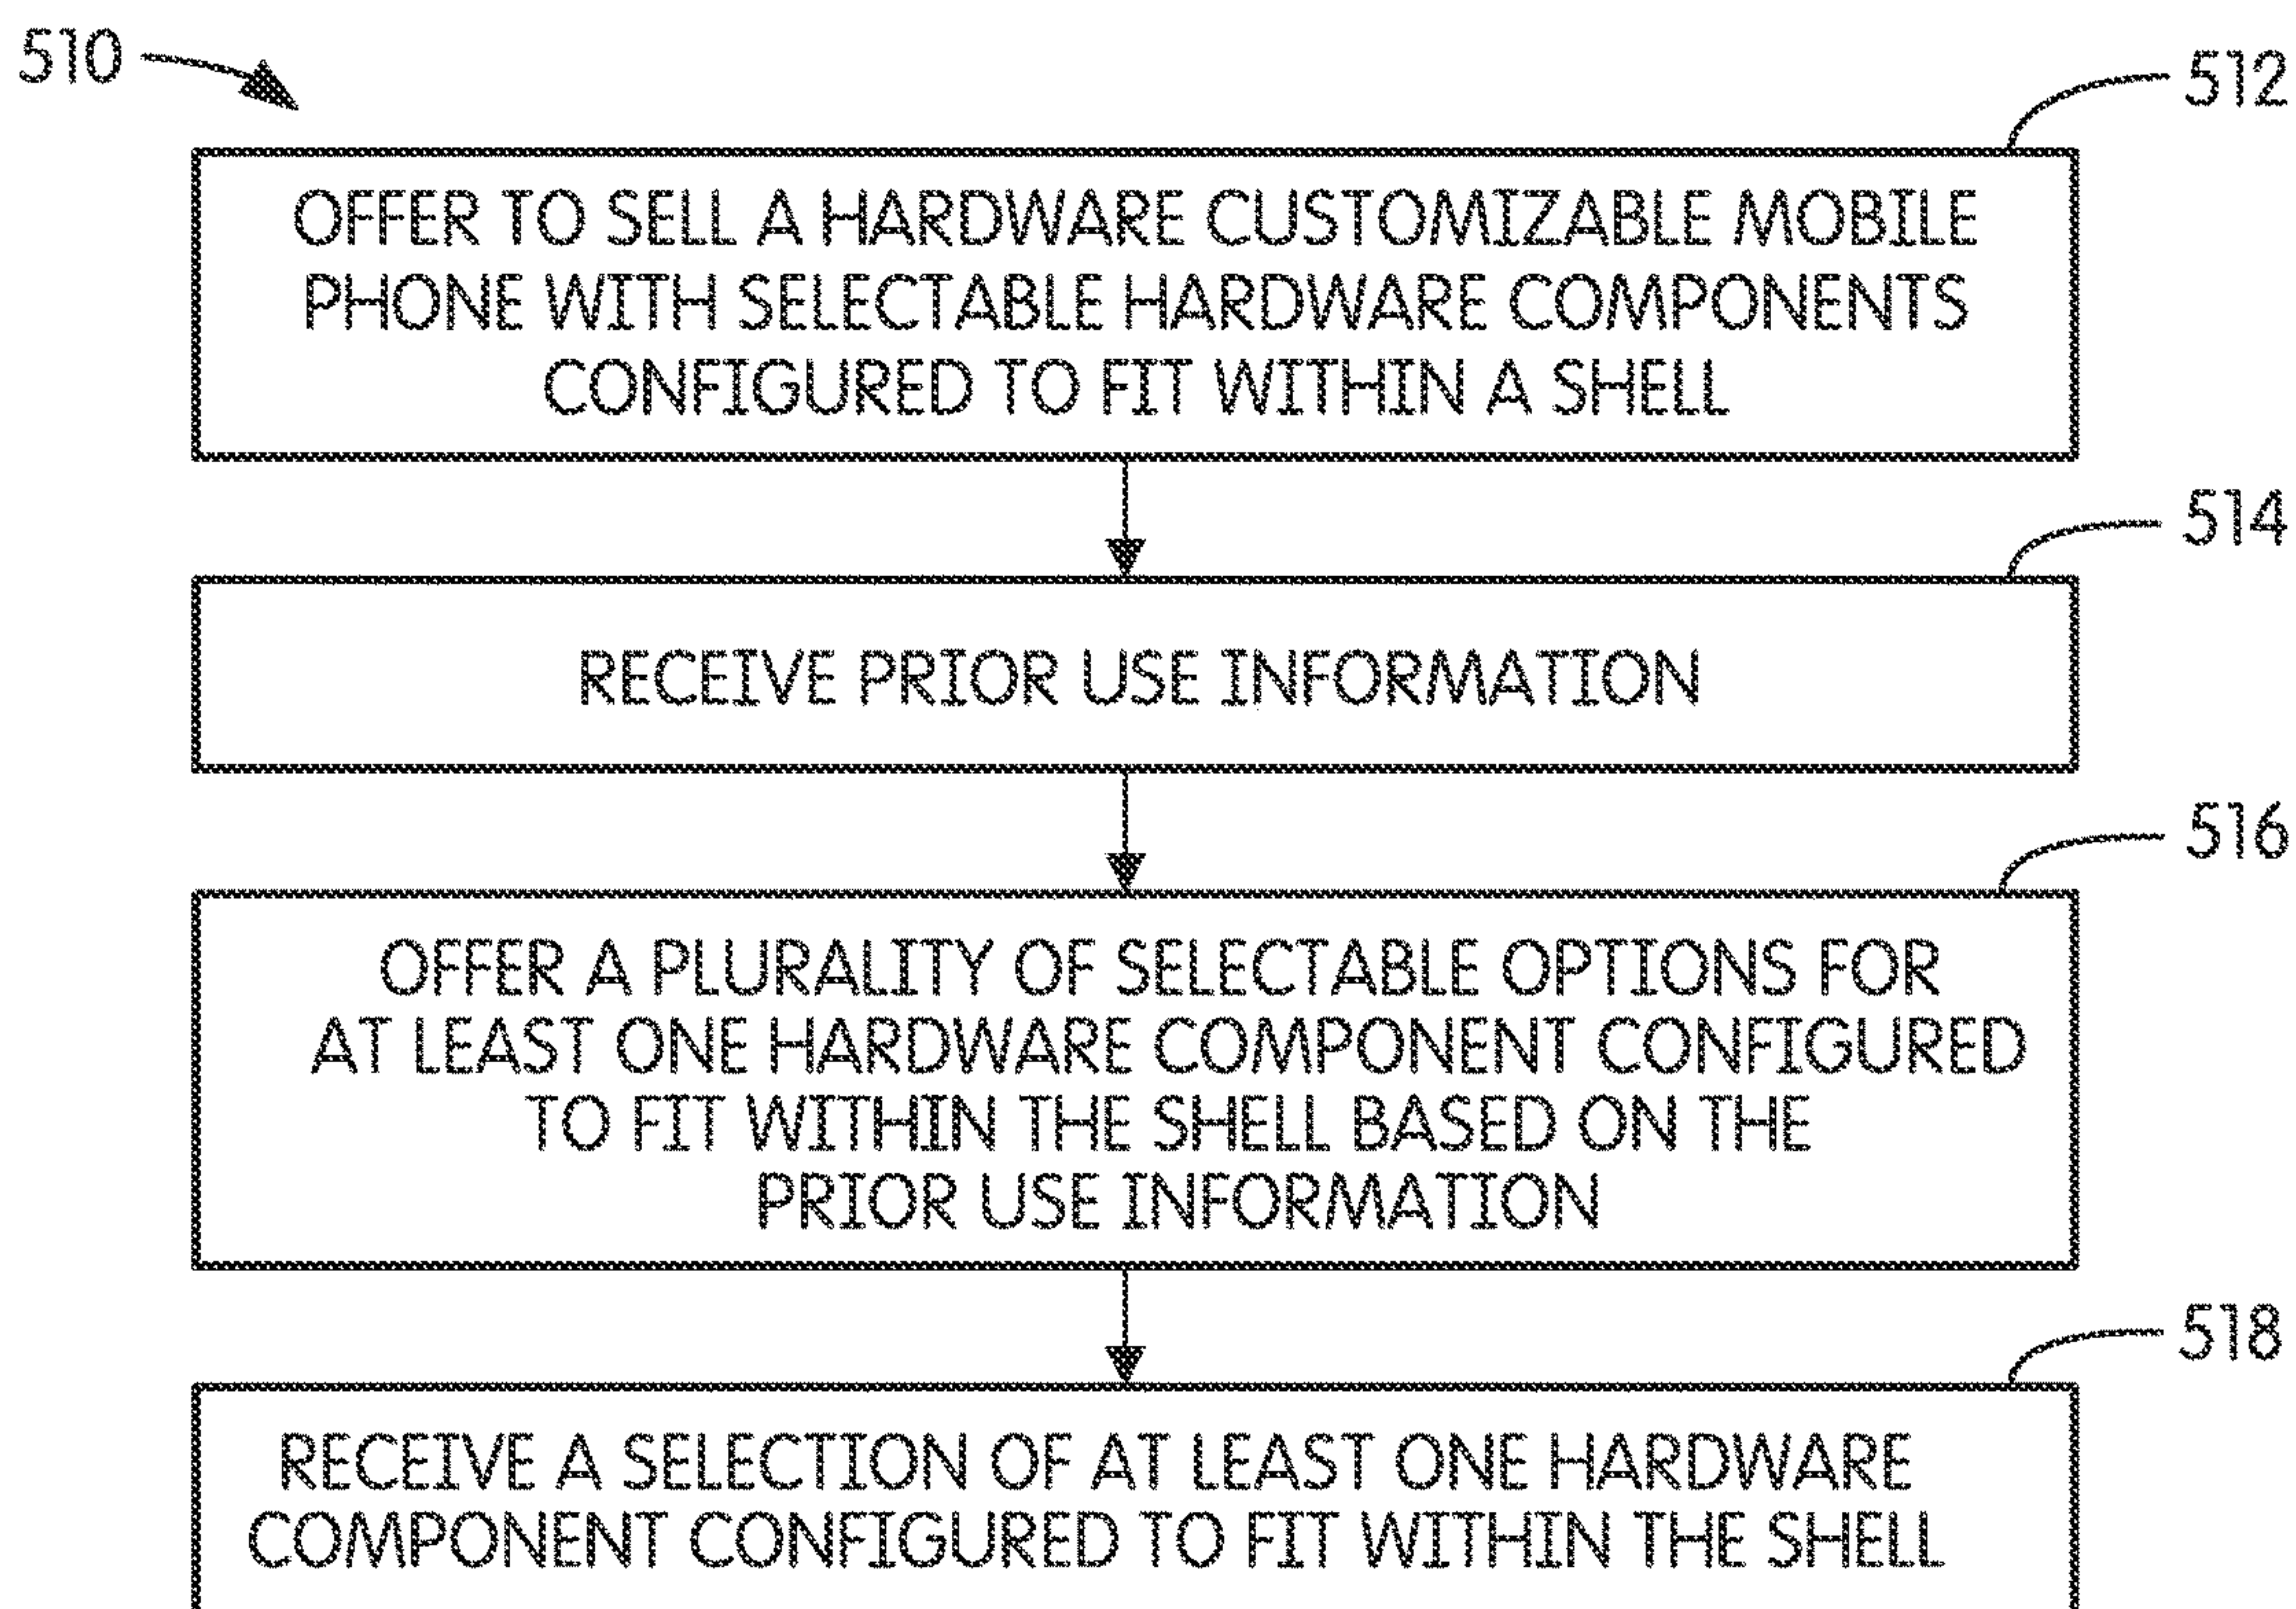 510
512
OFFER TO SELL A HARDWARE CUSTOMIZABLE MOBILE
PHONE WITH SELECTABLE HARDWARE COMPONENTS
CONFIGURED TO FIT WITHIN A SHELL
514
RECEIVE PRIOR USE INFORMATION
516
OFFER A PLURALITY OF SELECTABLE OPTIONS FOR
AT LEAST ONE HARDWARE COMPONENT CONFIGURED
TO FIT WITHIN THE SHELL BASED ON THE
PRIOR USE INFORMATION
518
RECEIVE A SELECTION OF AT LEAST ONE HARDWARE
COMPONENT CONFIGURED TO FIT WITHIN THE SHELL